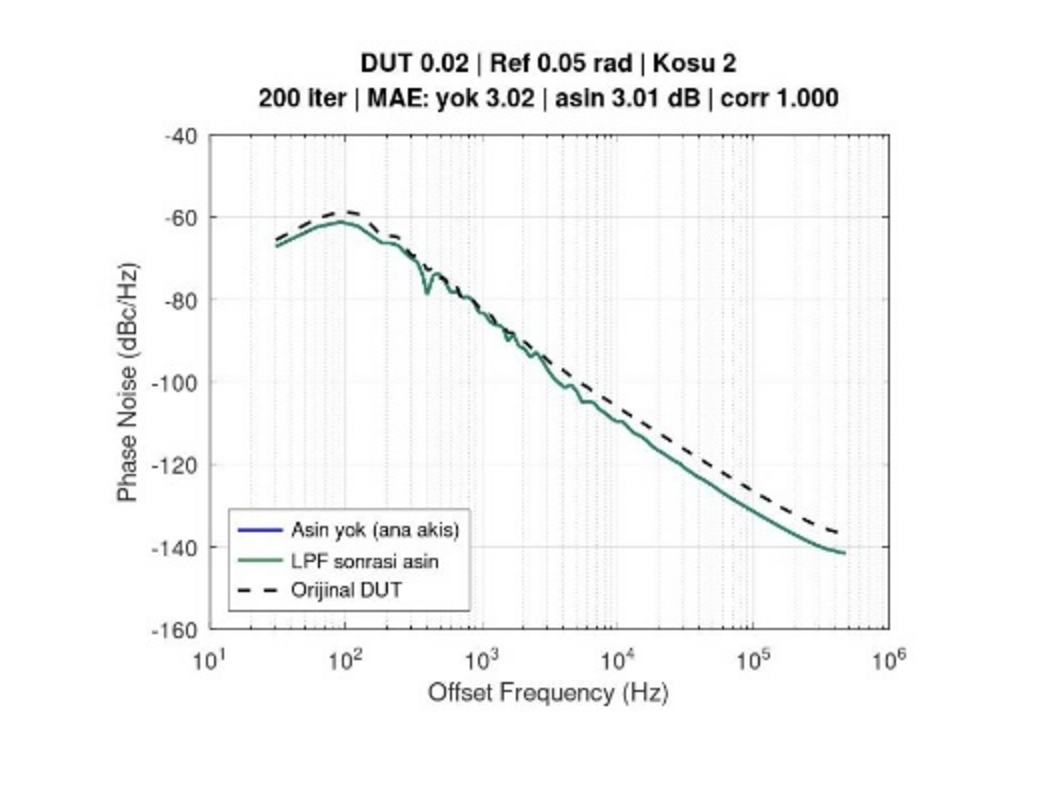 DUT 0.02 | Ref 0.05 rad | Kosu 2
200 iter | MAE: yok 3.02 | asin 3.01 dB | corr 1.000
-40
-60
-80
-100
-120
-140
-160
Phase Noise (dBc/Hz)
Asin yok (ana akis)
LPF sonrasi asin
Orijinal DUT
10¹ 10² 10³ 10⁴ 10⁵ 10⁶
Offset Frequency (Hz)